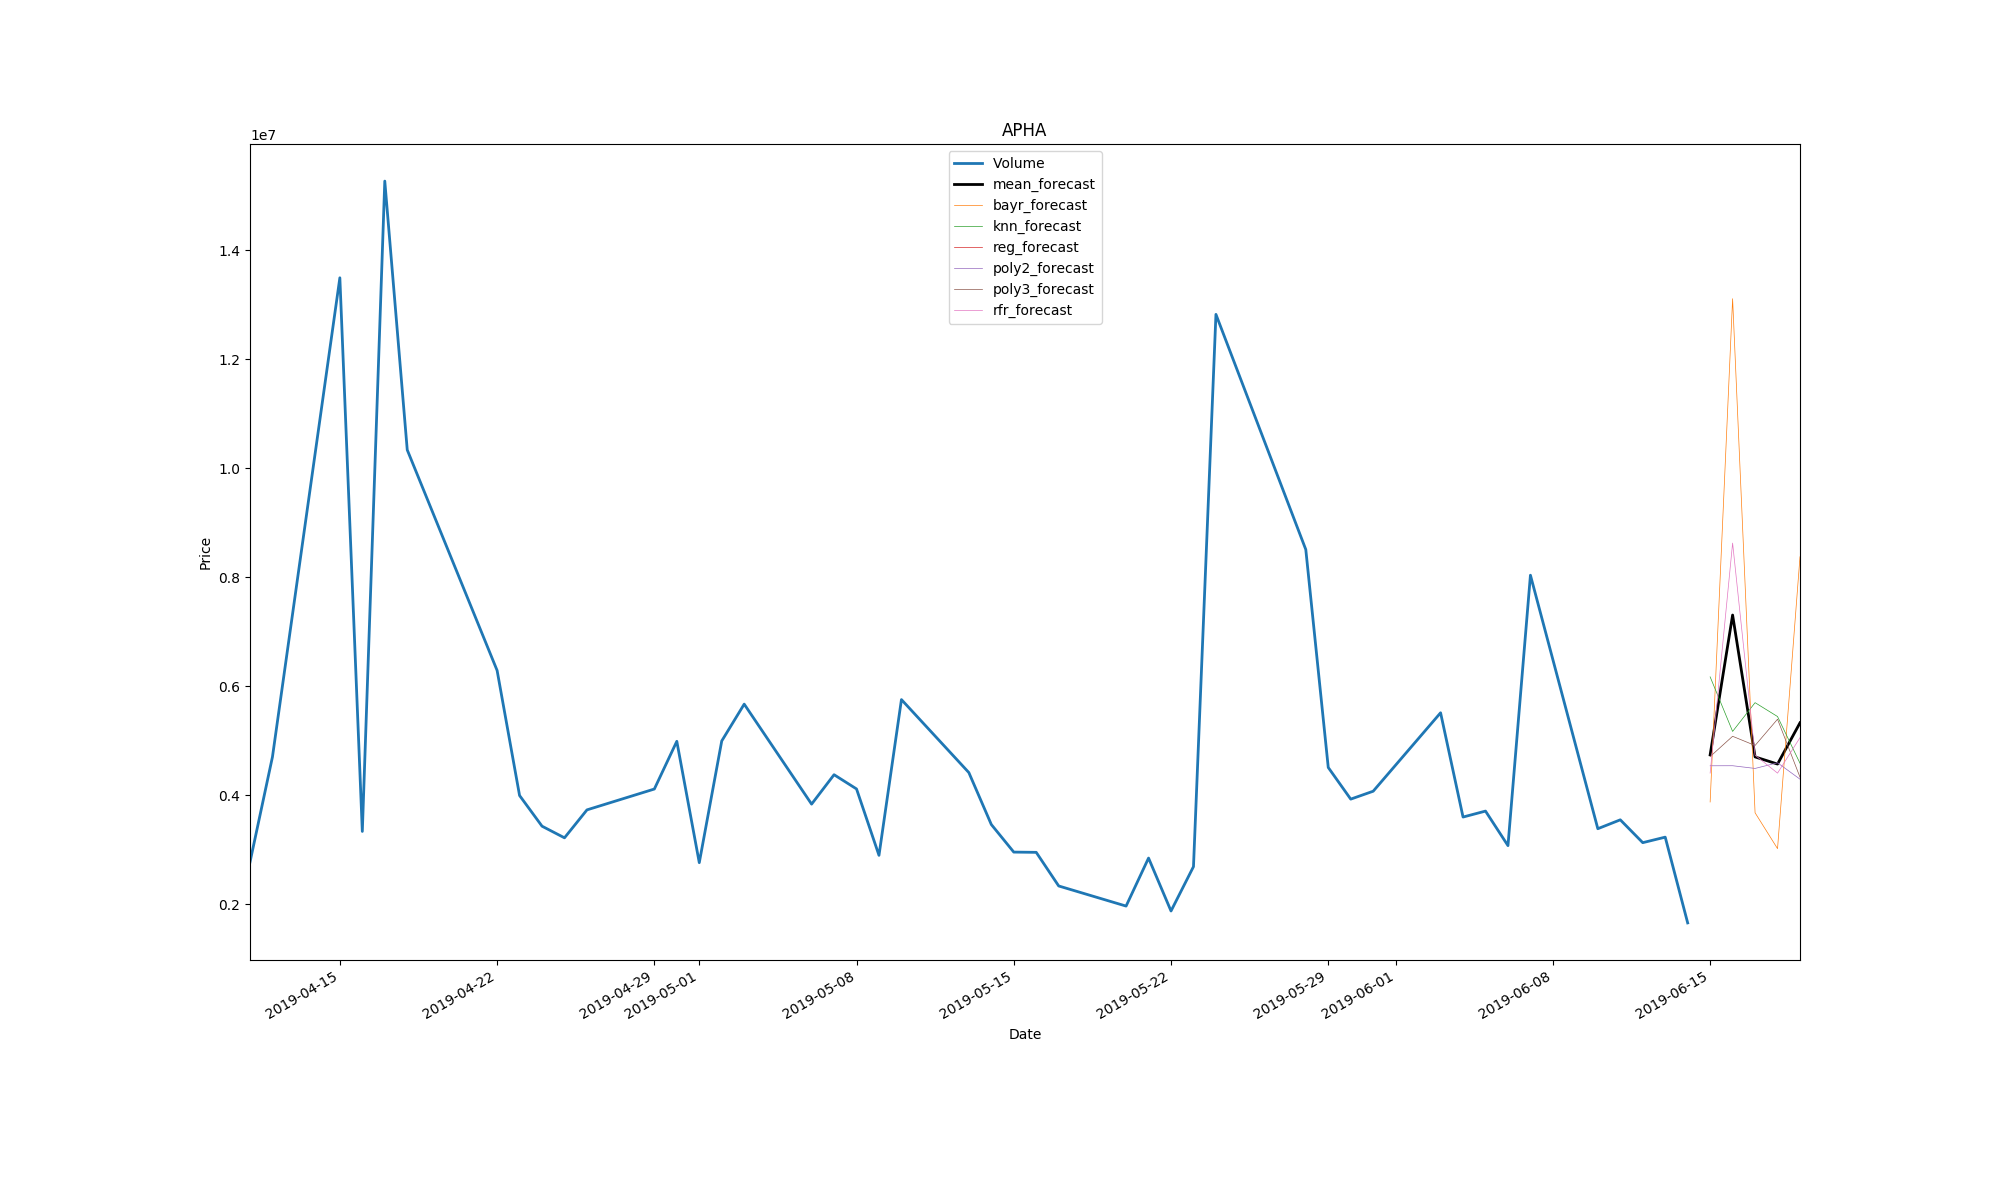 APHA
1e7
Volume
mean_forecast
bayr_forecast
knn_forecast
reg_forecast
poly2_forecast
poly3_forecast
rfr_forecast
1.4
1.2
1.0
0.8
0.6
0.4
0.2
Price
2019-04-15
2019-04-22
2019-04-29
2019-05-01
2019-05-08
2019-05-15
2019-05-22
2019-05-29
2019-06-01
2019-06-08
2019-06-15
Date